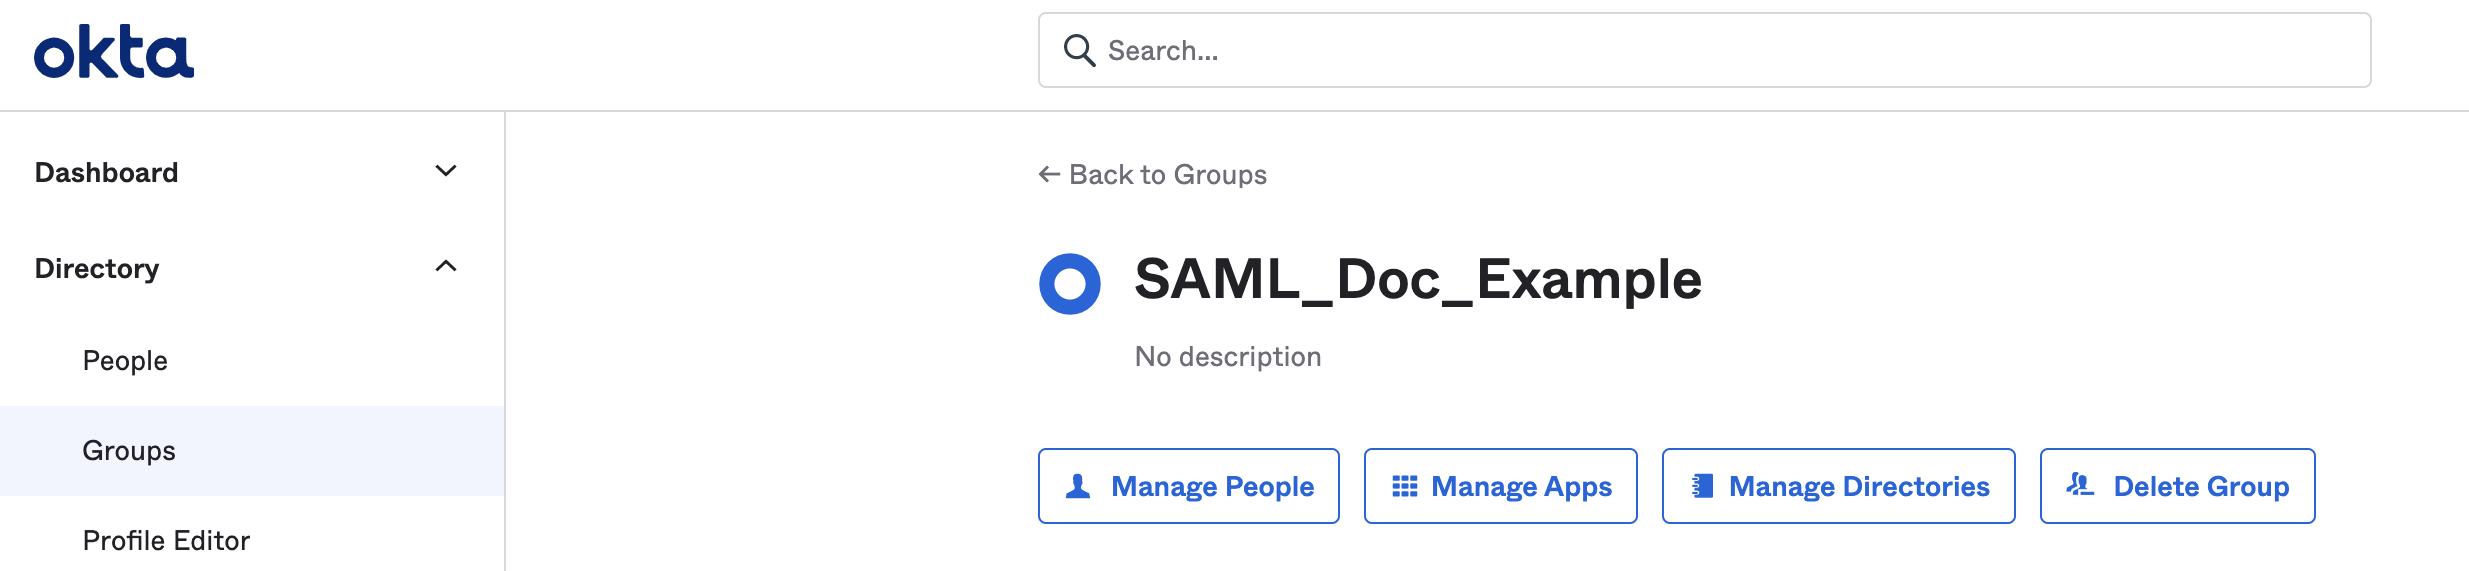 okta
Search...
Dashboard
Directory
People
Groups
Profile Editor
← Back to Groups
SAML_Doc_Example
No description
Manage People
Manage Apps
Manage Directories
Delete Group